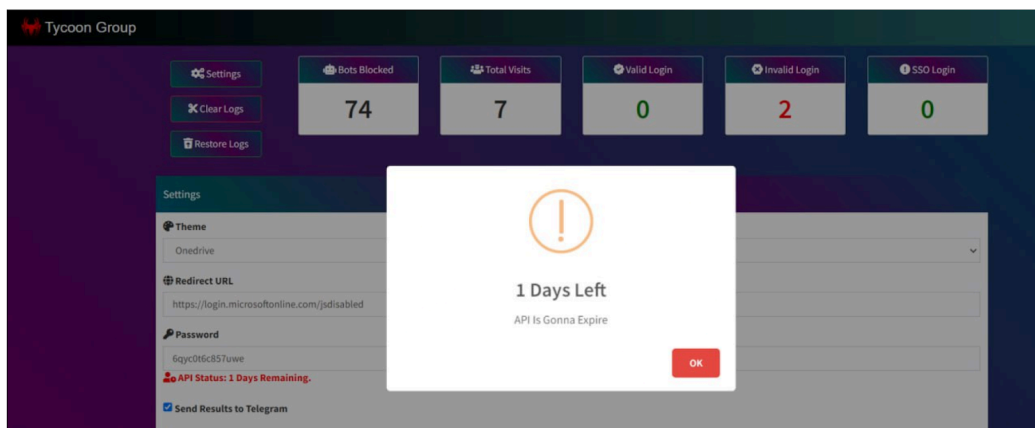 Tycoon Group
Settings
Clear Logs
Restore Logs
Bots Blocked
74
Total Visits
7
Valid Login
0
Invalid Login
2
SSO Login
0
Settings
Theme
Onedrive
Redirect URL
https://login.microsoftonline.com/jsdisabled
Password
6qyc0t6c857uwe
API Status: 1 Days Remaining.
Send Results to Telegram
1 Days Left
API Is Gonna Expire
OK